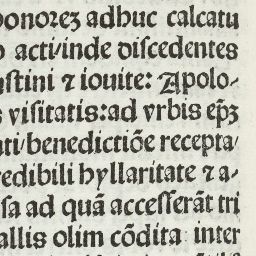 honorez adhuc calcatu
acti/inde discedentes
stini ⁊ iouite: Apolo-
visitatis:ad vrbis ep̃ʒ
ati/benedictiõe recepta/
redibili hyllaritate ⁊ a-
sa ad quã accesserãt tri
allis olim cõdita inter